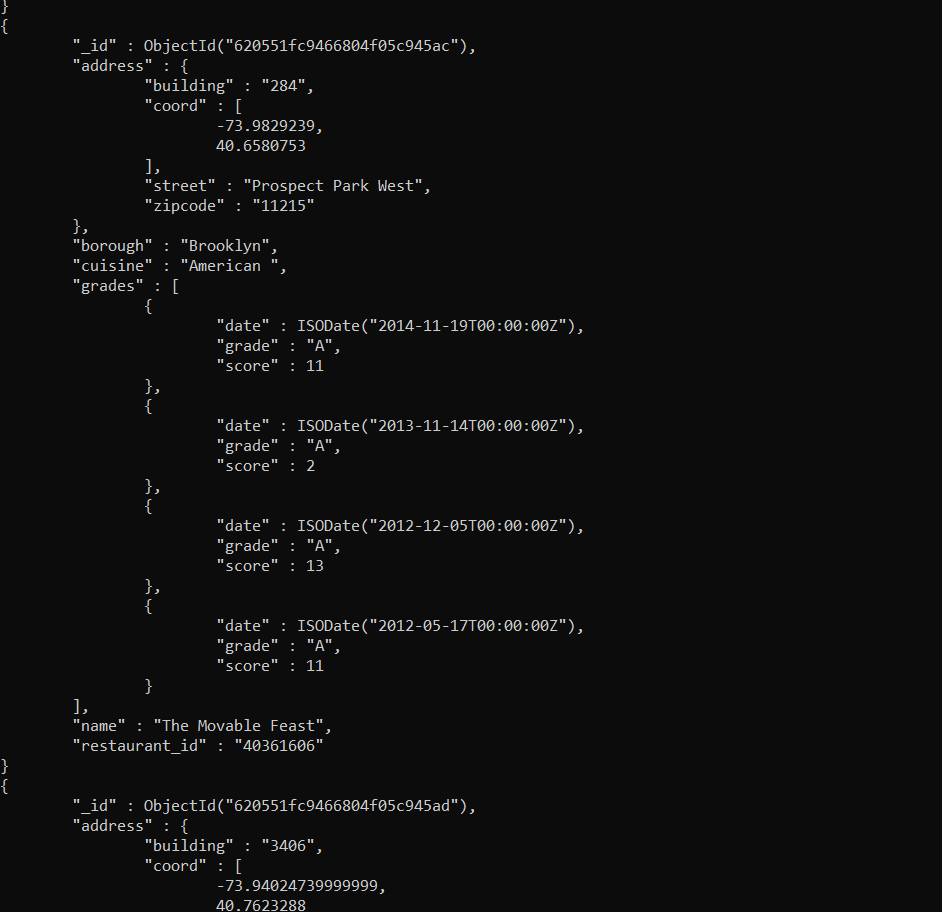 }
{
        "_id" : ObjectId("620551fc9466804f05c945ac"),
        "address" : {
                "building" : "284",
                "coord" : [
                        -73.9829239,
                        40.6580753
                ],
                "street" : "Prospect Park West",
                "zipcode" : "11215"
        },
        "borough" : "Brooklyn",
        "cuisine" : "American ",
        "grades" : [
                {
                        "date" : ISODate("2014-11-19T00:00:00Z"),
                        "grade" : "A",
                        "score" : 11
                },
                {
                        "date" : ISODate("2013-11-14T00:00:00Z"),
                        "grade" : "A",
                        "score" : 2
                },
                {
                        "date" : ISODate("2012-12-05T00:00:00Z"),
                        "grade" : "A",
                        "score" : 13
                },
                {
                        "date" : ISODate("2012-05-17T00:00:00Z"),
                        "grade" : "A",
                        "score" : 11
                }
        ],
        "name" : "The Movable Feast",
        "restaurant_id" : "40361606"
}
{
        "_id" : ObjectId("620551fc9466804f05c945ad"),
        "address" : {
                "building" : "3406",
                "coord" : [
                        -73.94024739999999,
                        40.7623288